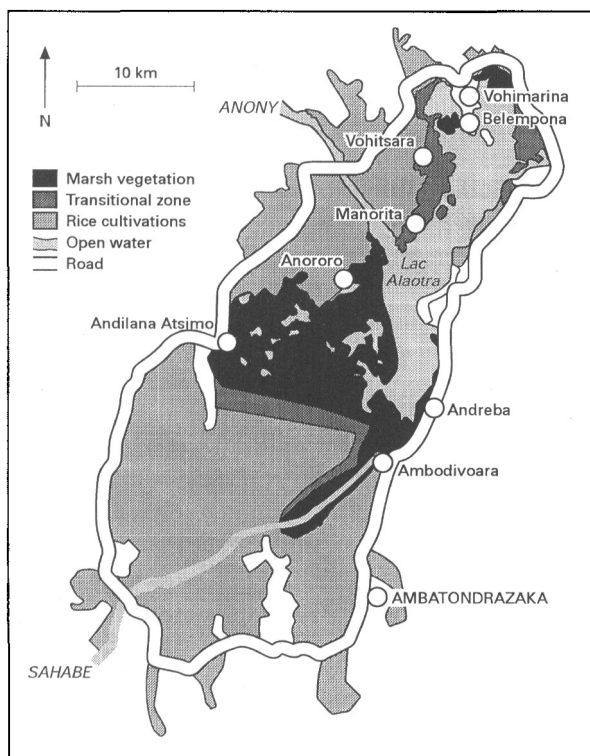 10 km
N
ANONY
Vohimarina
Belempona
Vohitsara
Marsh vegetation
Transitional zone
Rice cultivations
Open water
Road
Manorita
Lac
Alaotra
Anororo
Andilana Atsimo
Andreba
Ambodivoara
AMBATONDRAZAKA
SAHABE